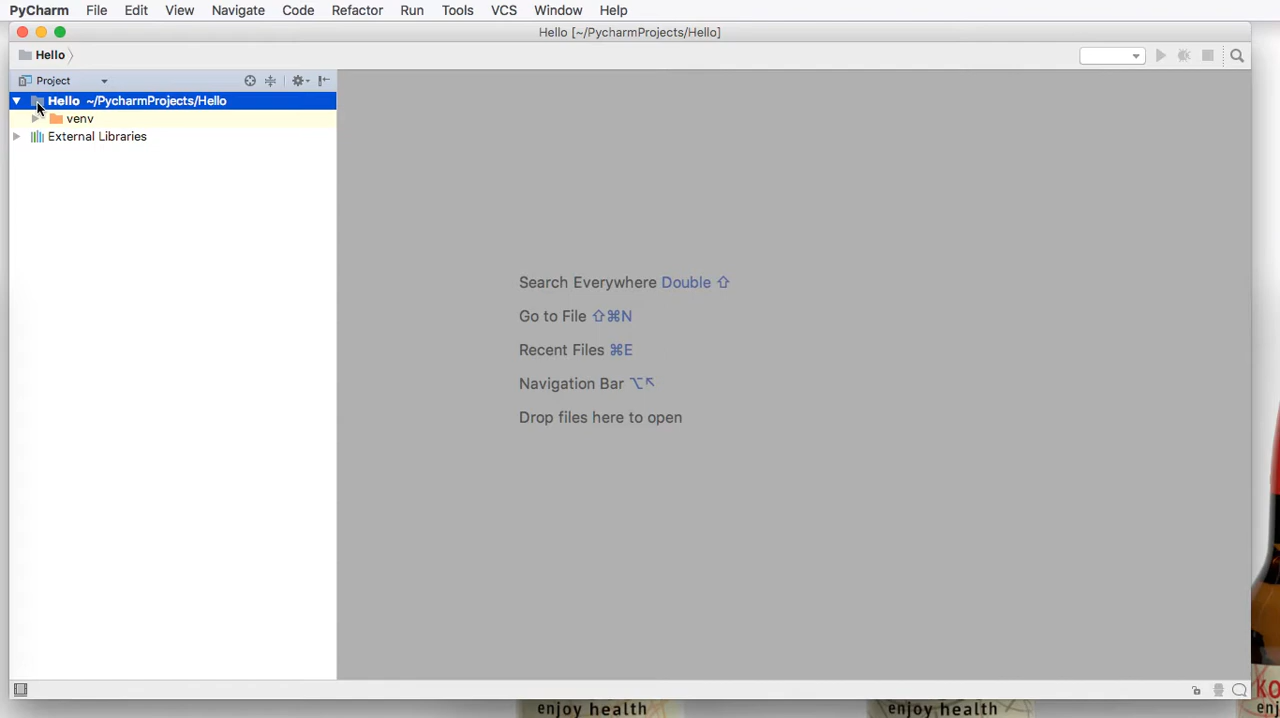 PyCharm File Edit View Navigate Code Refactor Run Tools VCS Window Help
Hello [~/PycharmProjects/Hello]
Hello
Project
Hello ~/PycharmProjects/Hello
venv
External Libraries
Search Everywhere Double ⇧
Go to File ⇧⌘N
Recent Files ⌘E
Navigation Bar ⌥↖
Drop files here to open
enjoy health
enjoy health
KO
enj